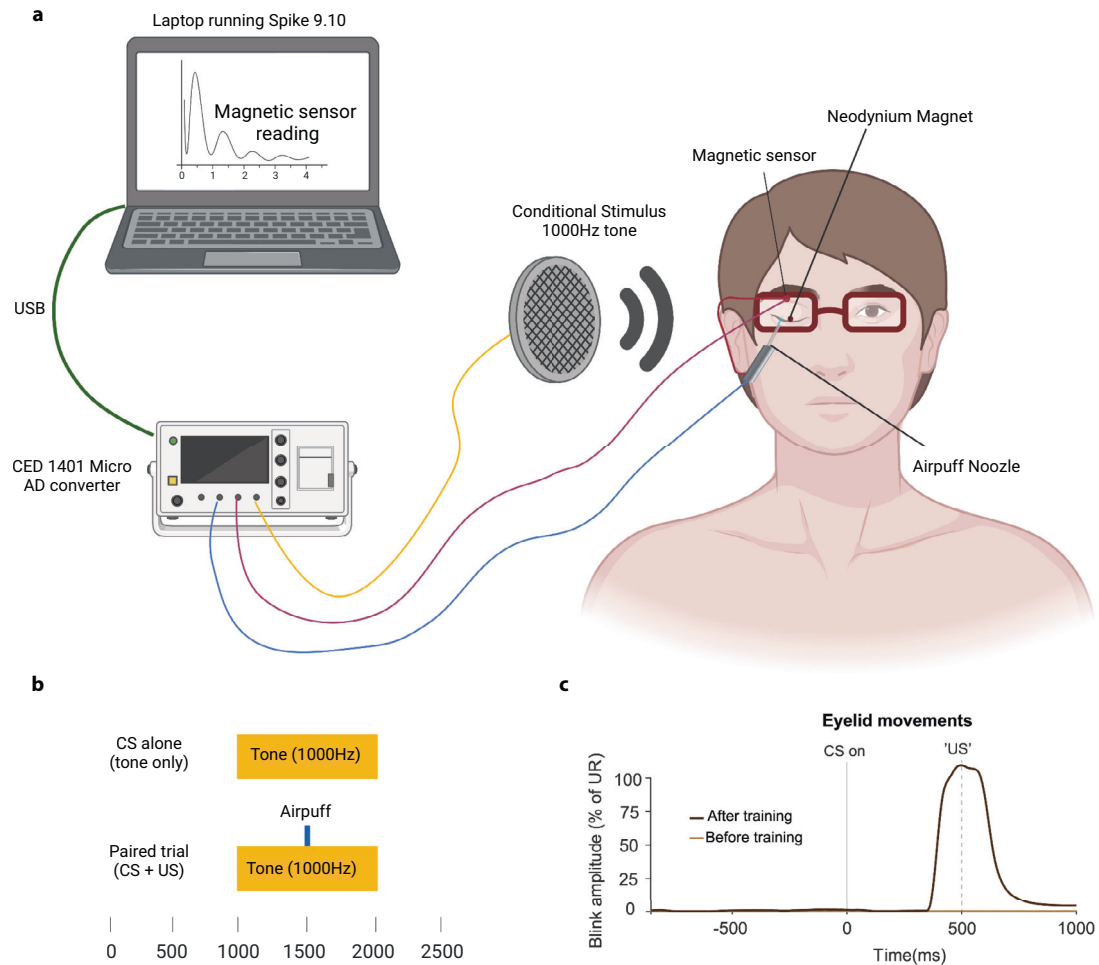 a
Laptop running Spike 9.10
Magnetic sensor
reading
0 1 2 3 4
Neodynium Magnet
Magnetic sensor
Conditional Stimulus
1000Hz tone
USB
CED 1401 Micro
AD converter
Airpuff Noozle
b
CS alone
(tone only)
Tone (1000Hz)
Airpuff
Paired trial
(CS + US)
Tone (1000Hz)
0 500 1000 1500 2000 2500
c
Eyelid movements
CS on
'US'
Blink amplitude (% of UR)
100
75
50
25
0
After training
Before training
-500 0 500 1000
Time(ms)